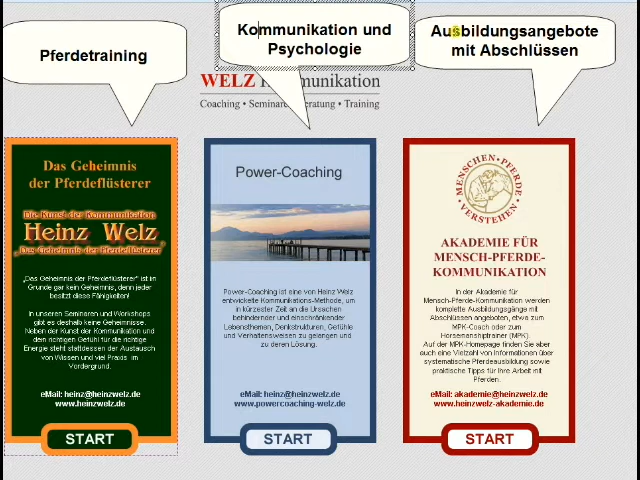 Pferdetraining
Kommunikation und
Psychologie
Ausbildungsangebote
mit Abschlüssen
WELZ Kommunikation
Coaching • Seminare Beratung • Training
Das Geheimnis
der Pferdeflüsterer
Die Kunst der Kommunikation
Heinz Welz
„Das Geheimnis der Pferdeflüsterer"
„Das Geheimnis der Pferdeflüsterer" ist im
Grunde gar kein Geheimnis, denn jeder
besitzt diese Fähigkeiten!
In unseren Seminaren und Workshops
gibt es deshalb keine Geheimnisse.
Neben der Kunst der Kommunikation und
dem richtigen Gefühl für die richtige
Energie steht stattdessen der Austausch
von Wissen und viel Praxis im
Vordergrund.
eMail: heinz@heinzwelz.de
www.heinzwelz.de
START
Power-Coaching
Power-Coaching ist eine von Heinz Welz
entwickelte Kommunikations-Methode, um
in kürzester Zeit an die Ursachen
behindernder und einschränkender
Lebensthemen, Denkstrukturen, Gefühle
und Verhaltensweisen zu gelangen und
zu deren Lösung.
eMail: heinz@heinzwelz.de
www.powercoaching-welz.de
START
MENSCHEN • PFERDE
• VERSTEHEN •
AKADEMIE FÜR
MENSCH-PFERDE-
KOMMUNIKATION
In der Akademie für
Mensch-Pferde-Kommunikation werden
komplette Ausbildungsgänge mit
Abschlüssen angeboten, etwa zum
MPK-Coach oder zum
Horsemanshiptrainer (MPK).
Auf der MPK-Homepage finden Sie aber
auch eine Vielzahl von Informationen über
systematische Pferdeausbildung sowie
praktische Tipps für Ihre Arbeit mit
Pferden.
eMail: akademie@heinzwelz.de
www.heinzwelz-akademie.de
START